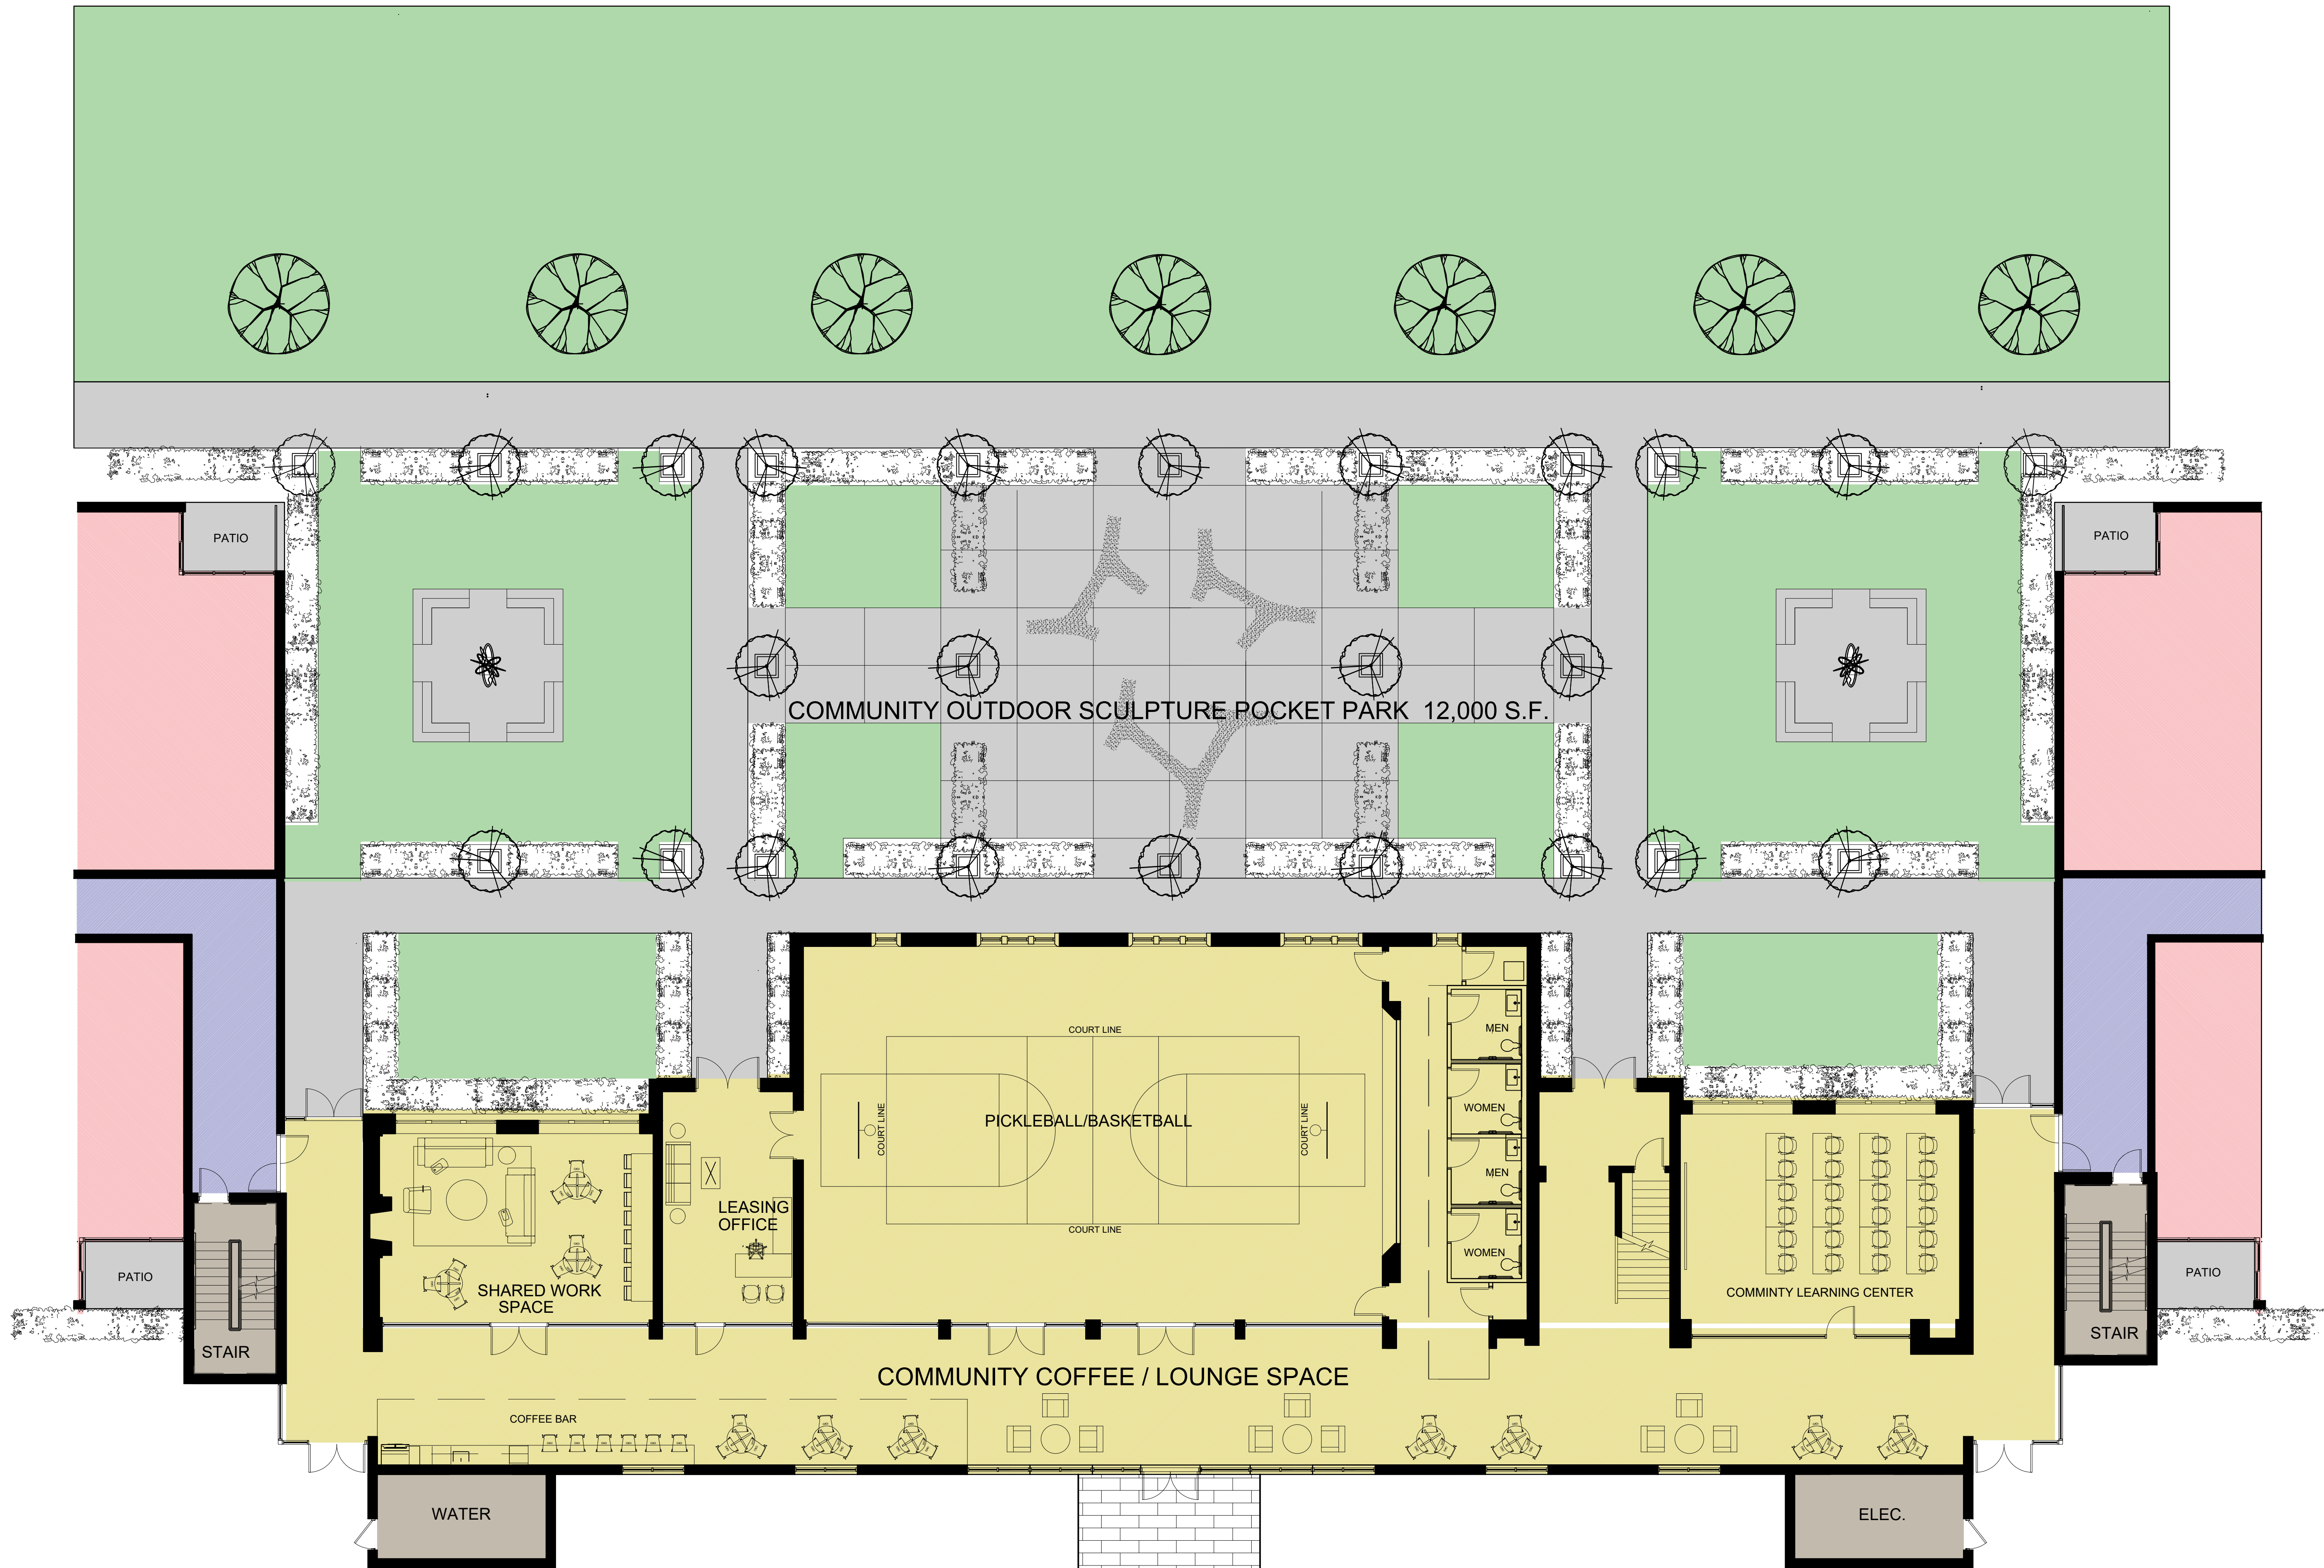 PATIO
PATIO
COMMUNITY OUTDOOR SCULPTURE POCKET PARK 12,000 S.F.
COURT LINE
MEN
COURT LINE
PICKLEBALL/BASKETBALL
COURT LINE
WOMEN
MEN
LEASING
OFFICE
COURT LINE
WOMEN
PATIO
SHARED WORK
SPACE
COMMINTY LEARNING CENTER
PATIO
STAIR
STAIR
COMMUNITY COFFEE / LOUNGE SPACE
COFFEE BAR
WATER
ELEC.